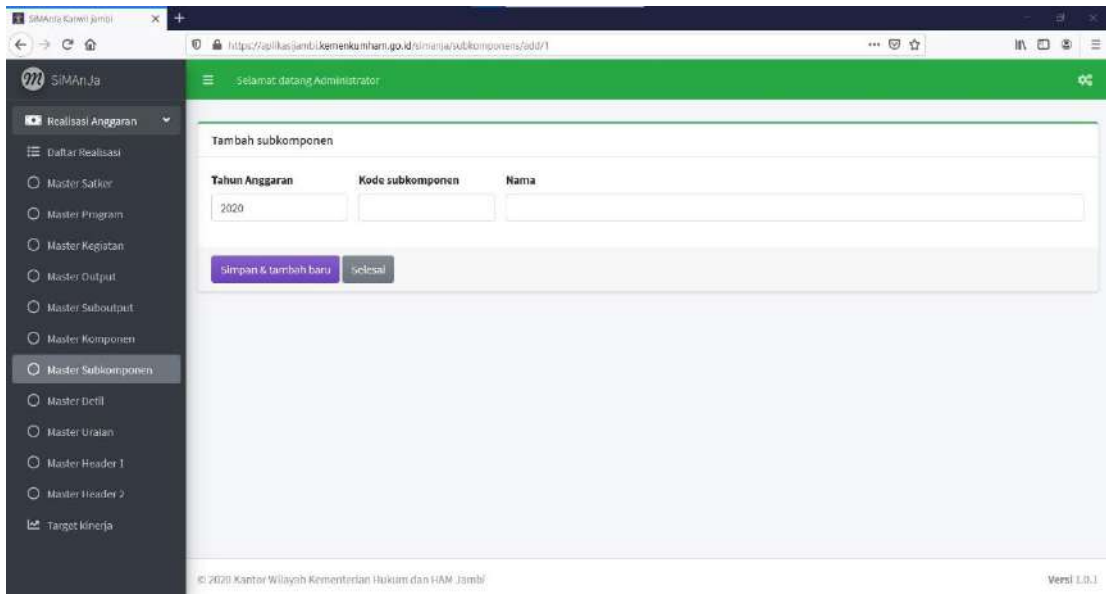 SiMAnJa Kanwil Jambi
https://aplikasijambi.kemenkumham.go.id/simanja/subkomponens/add/1
SiMAnJa
Selamat datang Administrator
Realisasi Anggaran
Daftar Realisasi
Master Satker
Master Program
Master Kegiatan
Master Output
Master Suboutput
Master Komponen
Master Subkomponen
Master Detil
Master Uraian
Master Header 1
Master Header 2
Target kinerja
Tambah subkomponen
Tahun Anggaran Kode subkomponen Nama
2020
Simpan & tambah baru Selesai
© 2020 Kantor Wilayah Kementerian Hukum dan HAM Jambi
Versi 1.0.1